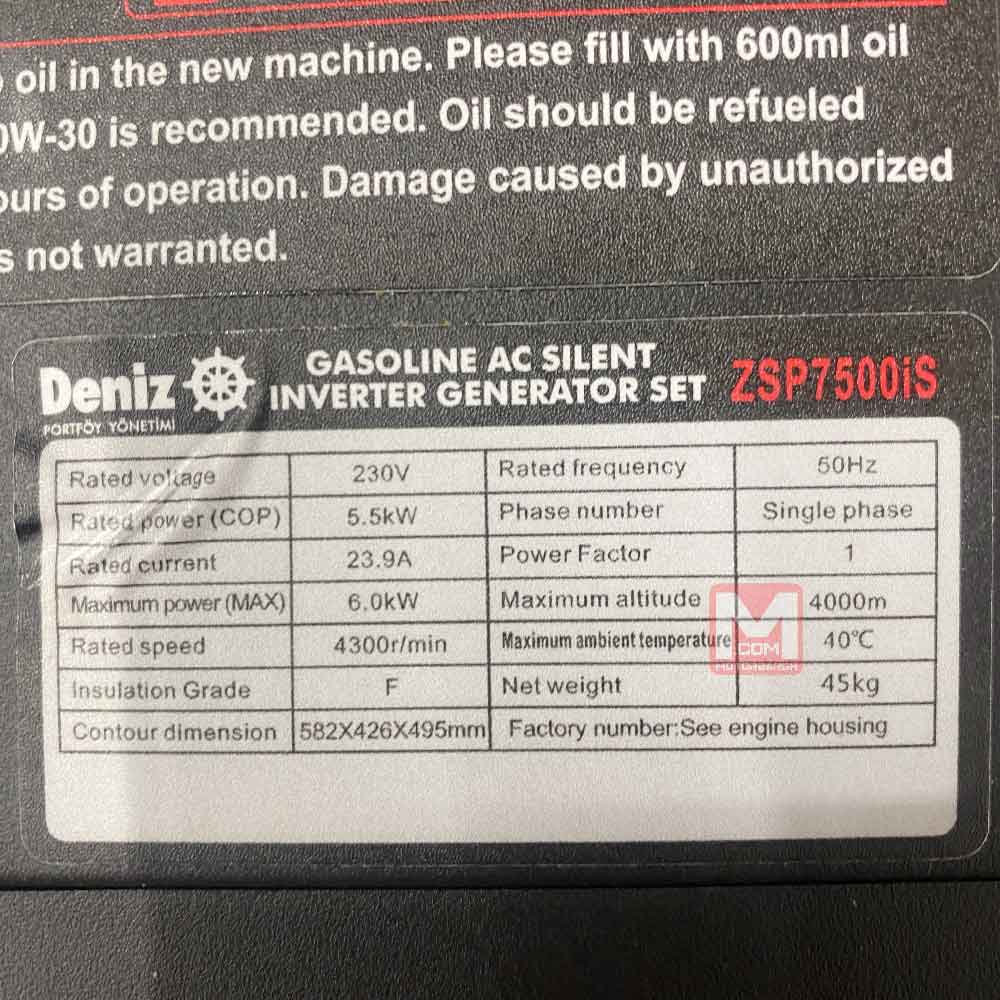 oil in the new machine. Please fill with 600ml oil
0W-30 is recommended. Oil should be refueled
ours of operation. Damage caused by unauthorized
s not warranted.
Deniz
PORTFÖY YÖNETİMİ
GASOLINE AC SILENT
INVERTER GENERATOR SET
ZSP7500iS
Rated voltage 230V Rated frequency 50Hz
Rated power (COP) 5.5kW Phase number Single phase
Rated current 23.9A Power Factor 1
Maximum power (MAX) 6.0kW Maximum altitude 4000m
Rated speed 4300r/min Maximum ambient temperature 40℃
Insulation Grade F Net weight 45kg
Contour dimension 582X426X495mm Factory number:See engine housing
M
.COM